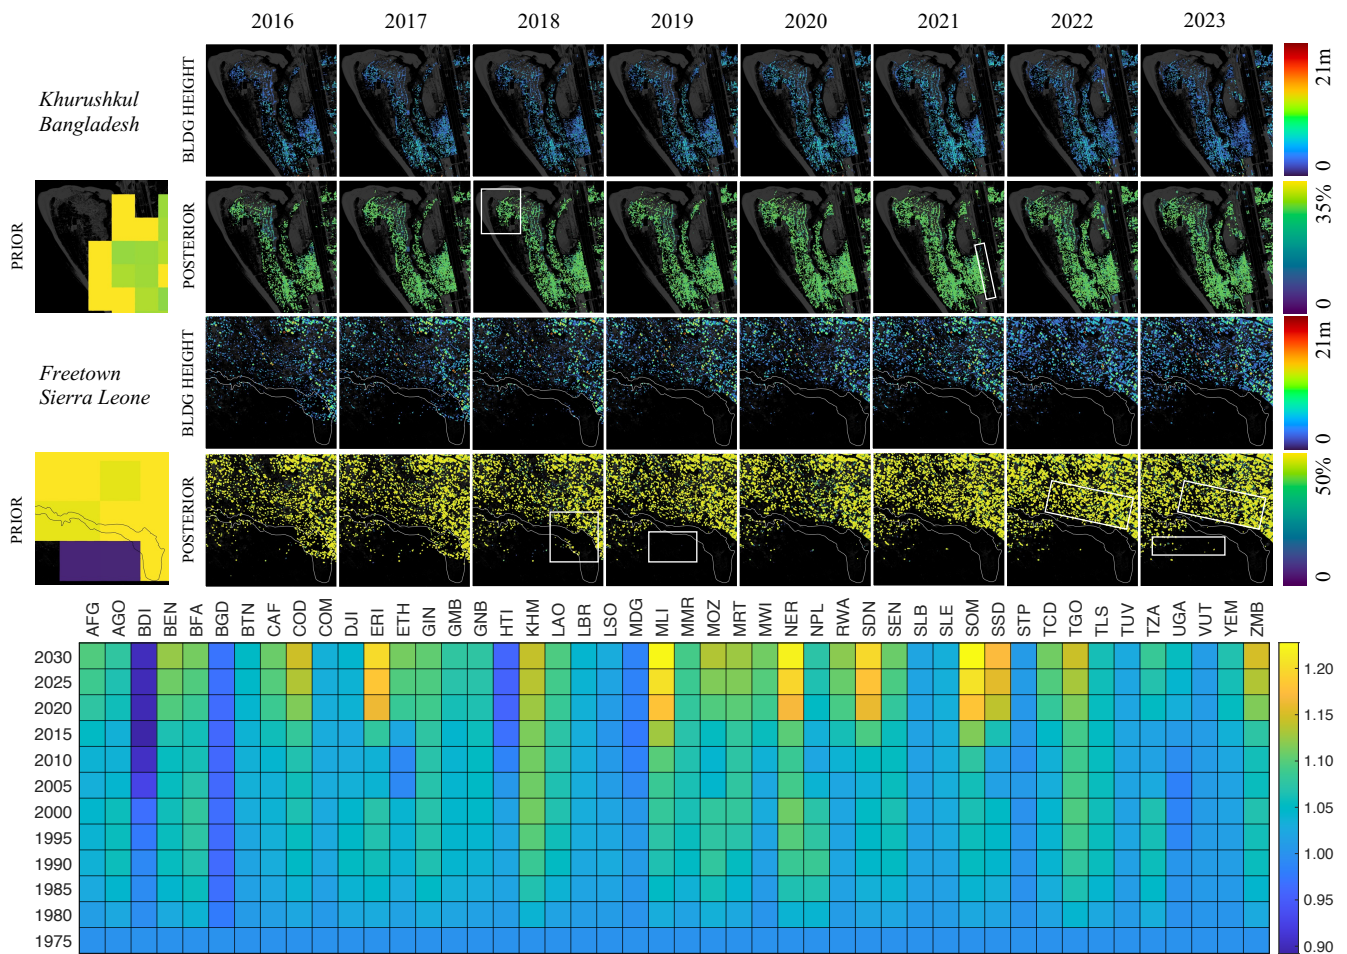 2016 2017 2018 2019 2020 2021 2022 2023
Khurushkul
Bangladesh
BLDG HEIGHT
21m
0
PRIOR
POSTERIOR
35%
0
Freetown
Sierra Leone
BLDG HEIGHT
21m
0
PRIOR
POSTERIOR
50%
0
AFG AGO BDI BEN BFA BGD BTN CAF COD COM DJI ERI ETH GIN GMB GNB HTI KHM LAO LBR LSO MDG MLI MMR MOZ MRT MWI NER NPL RWA SDN SEN SLB SLE SOM SSD STP TCD TGO TLS TUV TZA UGA VUT YEM ZMB
2030
2025
2020
2015
2010
2005
2000
1995
1990
1985
1980
1975
1.20
1.15
1.10
1.05
1.00
0.95
0.90